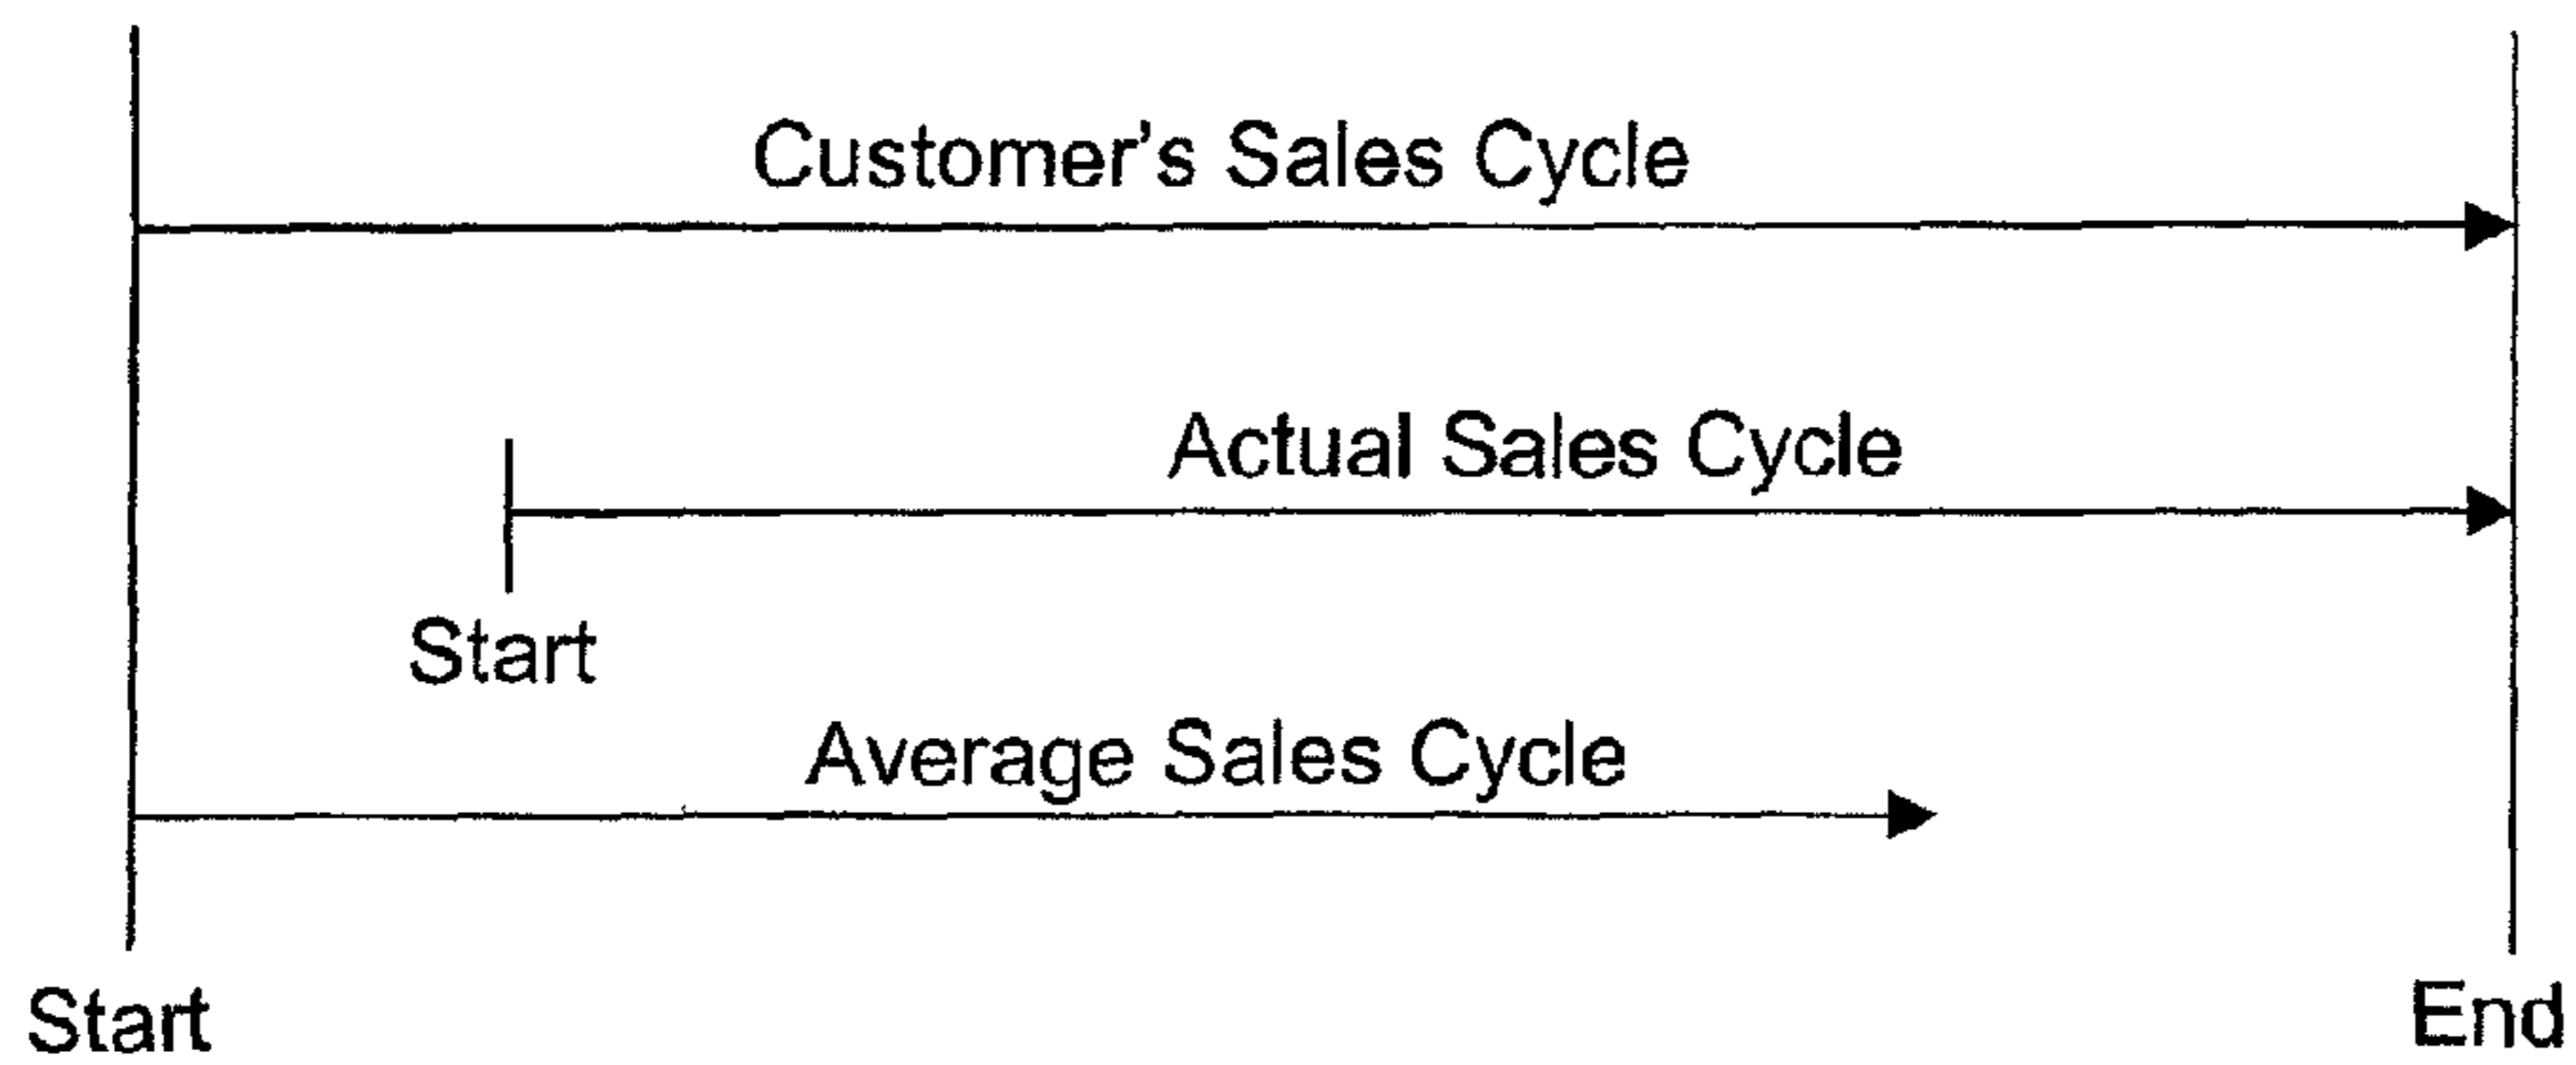 Customer's Sales Cycle
Actual Sales Cycle
Start
Average Sales Cycle
Start
End